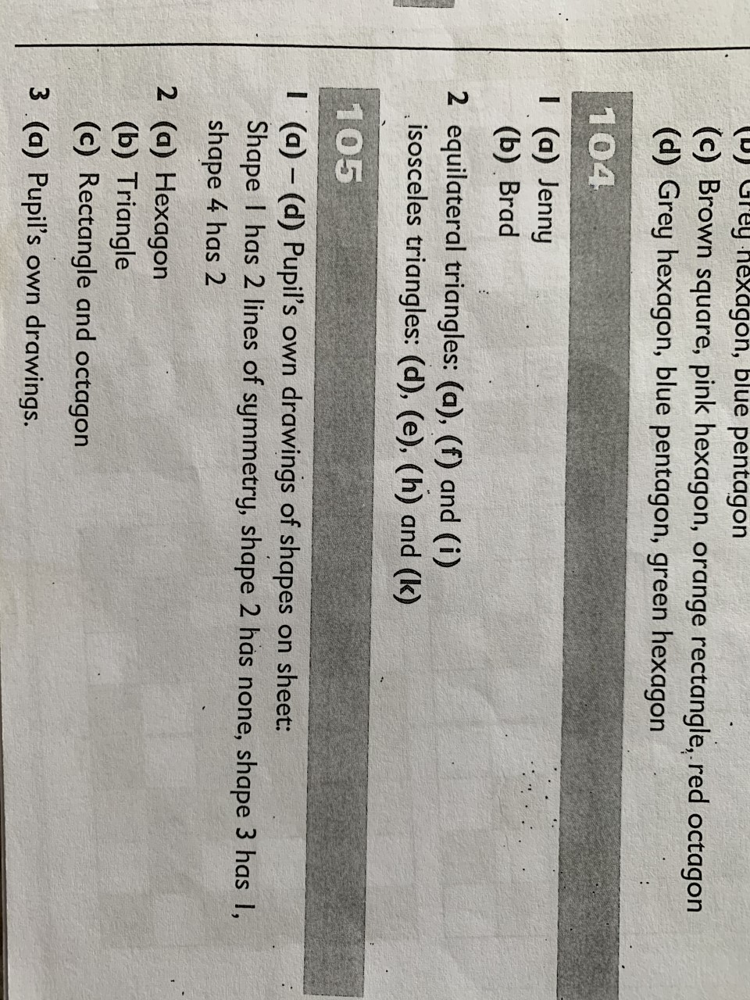 (b) Grey hexagon, blue pentagon
(c) Brown square, pink hexagon, orange rectangle, red octagon
(d) Grey hexagon, blue pentagon, green hexagon
104
1 (a) Jenny
(b) Brad
2 equilateral triangles: (a), (f) and (i)
isosceles triangles: (d), (e), (h) and (k)
105
1 (a) – (d) Pupil's own drawings of shapes on sheet:
Shape 1 has 2 lines of symmetry, shape 2 has none, shape 3 has 1,
shape 4 has 2
2 (a) Hexagon
(b) Triangle
(c) Rectangle and octagon
3 (a) Pupil's own drawings.